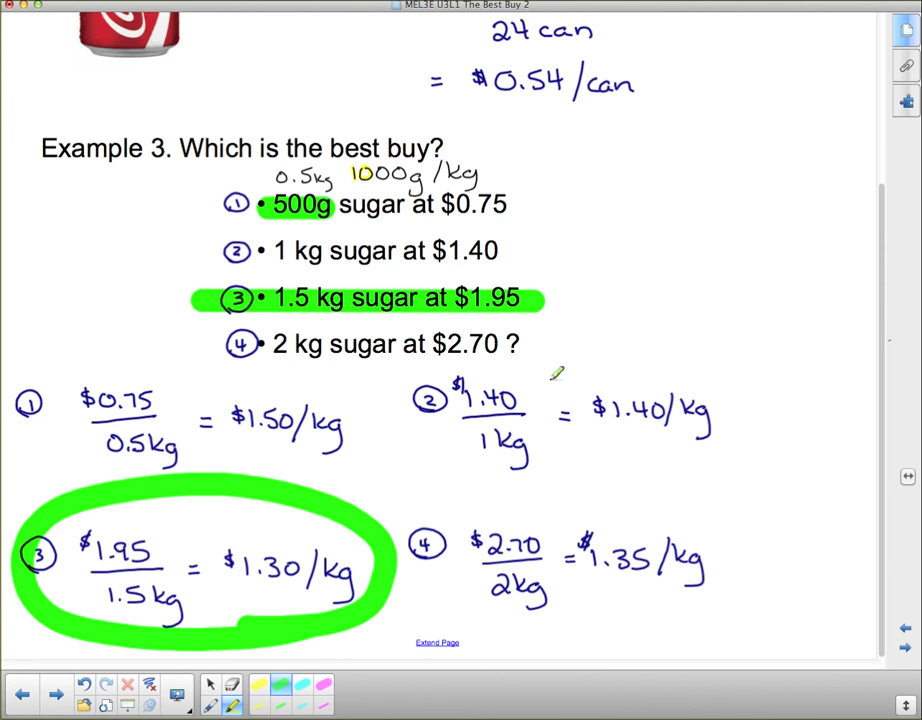 MEL3E U3L1 The Best Buy 2
24 can
= $0.54/can
Example 3. Which is the best buy?
0.5kg 1000g/kg
1 • 500g sugar at $0.75
2 • 1 kg sugar at $1.40
3 • 1.5 kg sugar at $1.95
4 • 2 kg sugar at $2.70 ?
1 $0.75
0.5kg
= $1.50/kg
2 $1.40
1kg
= $1.40/kg
3 $1.95
1.5kg
= $1.30/kg
4 $2.70
2kg
= $1.35/kg
Extend Page